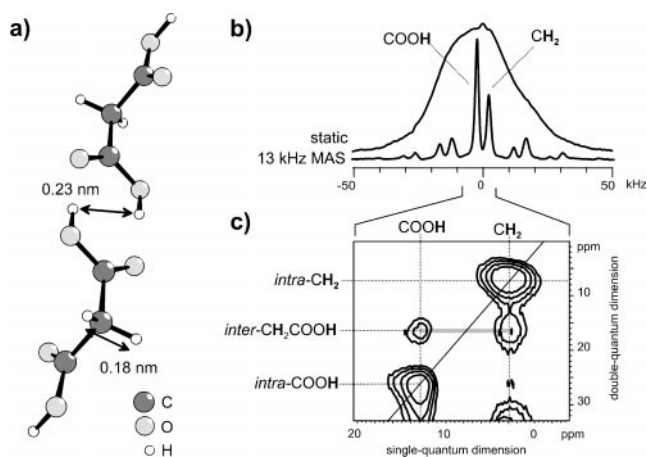 a)
0.23 nm
0.18 nm
C
O
H
b)
COOH
CH2
static
13 kHz MAS
-50
0
50
kHz
c)
COOH
CH2
ppm
intra-CH2
10
inter-CH2COOH
20
intra-COOH
30
double-quantum dimension
20
10
0
ppm
single-quantum dimension